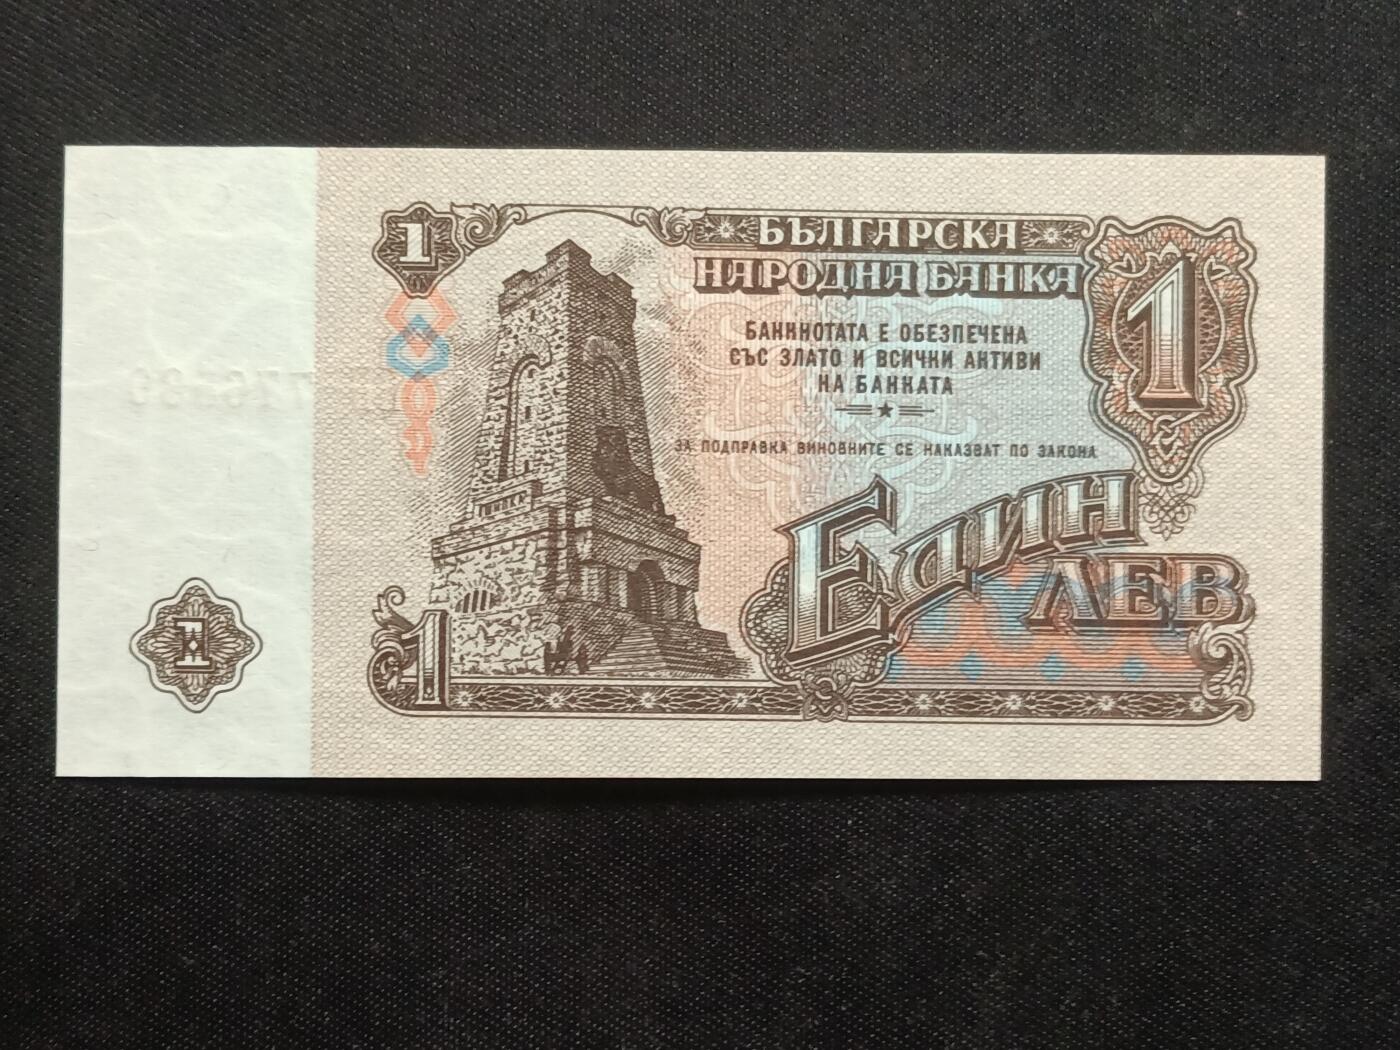 1
БЪЛГАРСКА
НАРОДНА БАНКА
1
БАНКНОТАТА Е ОБЕЗПЕЧЕНА
СЪС ЗЛАТО И ВСИЧКИ АКТИВИ
НА БАНКАТА
ЗА ПОДПРАВКА ВИНОВНИТЕ СЕ НАКАЗВАТ ПО ЗАКОНА
ЕДИН
ЛЕВ
1
1